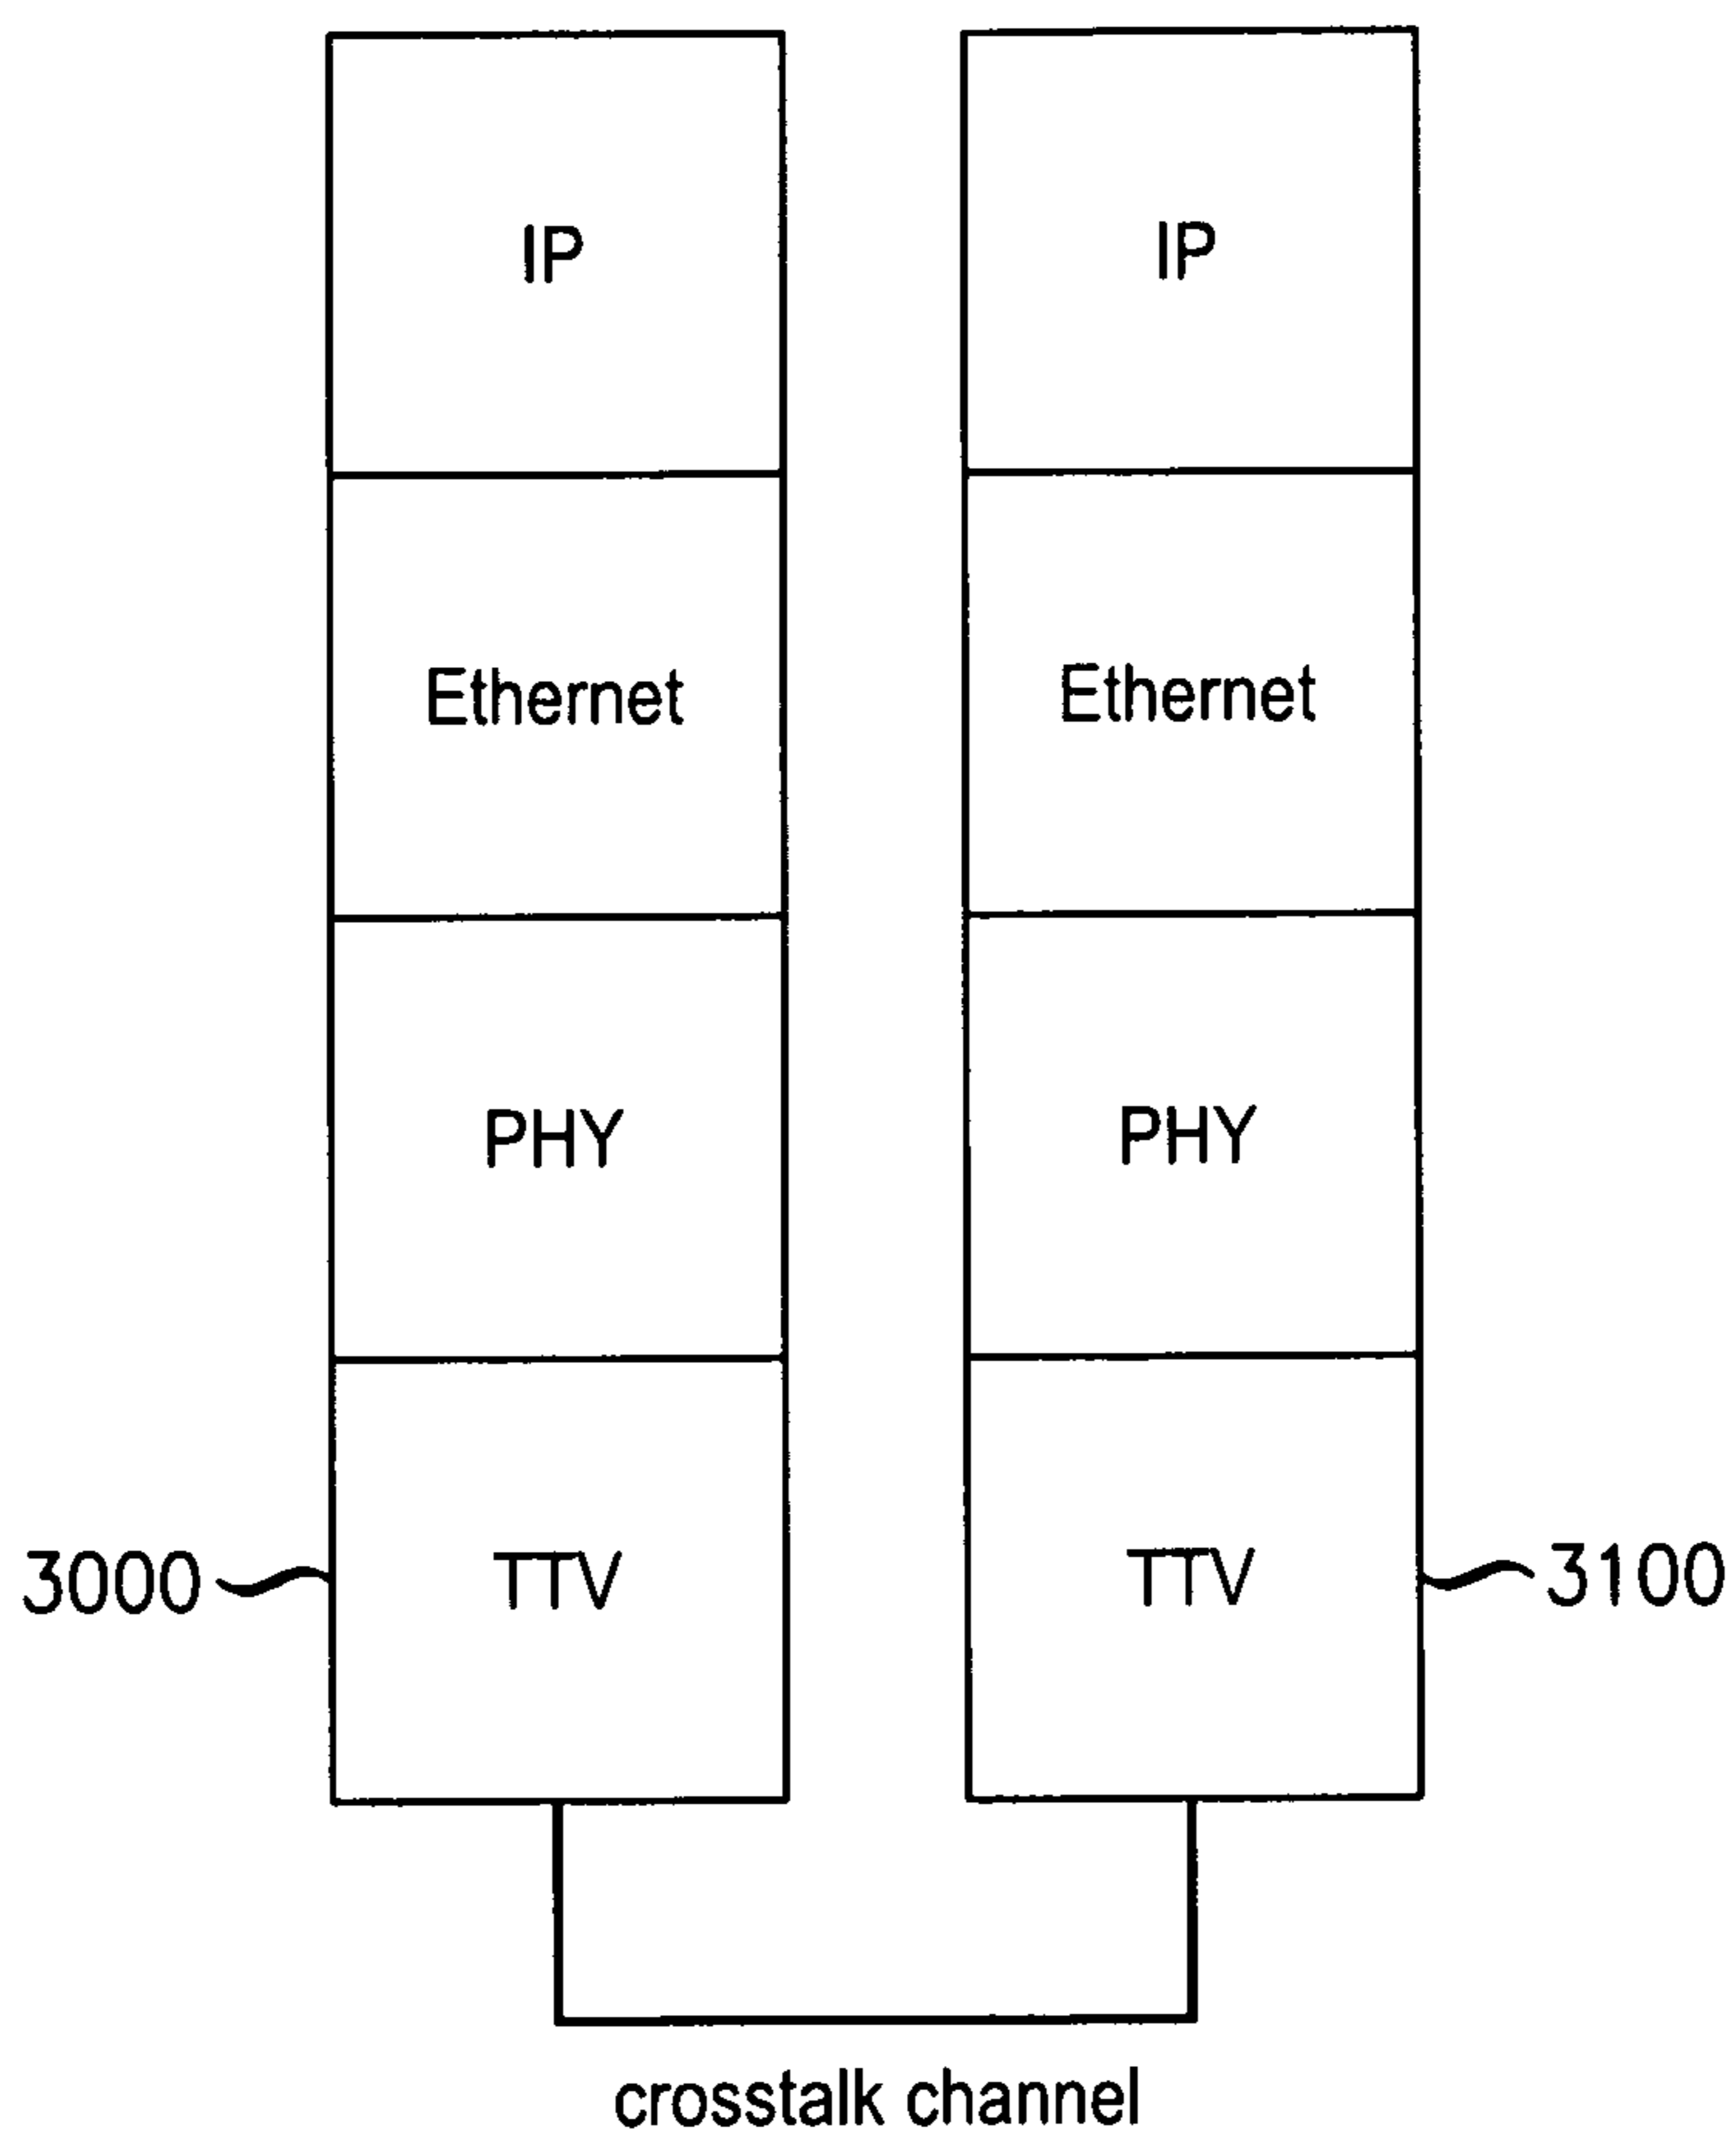 IP
IP
Ethernet
Ethernet
PHY
PHY
3000
TTV
TTV
3100
crosstalk channel